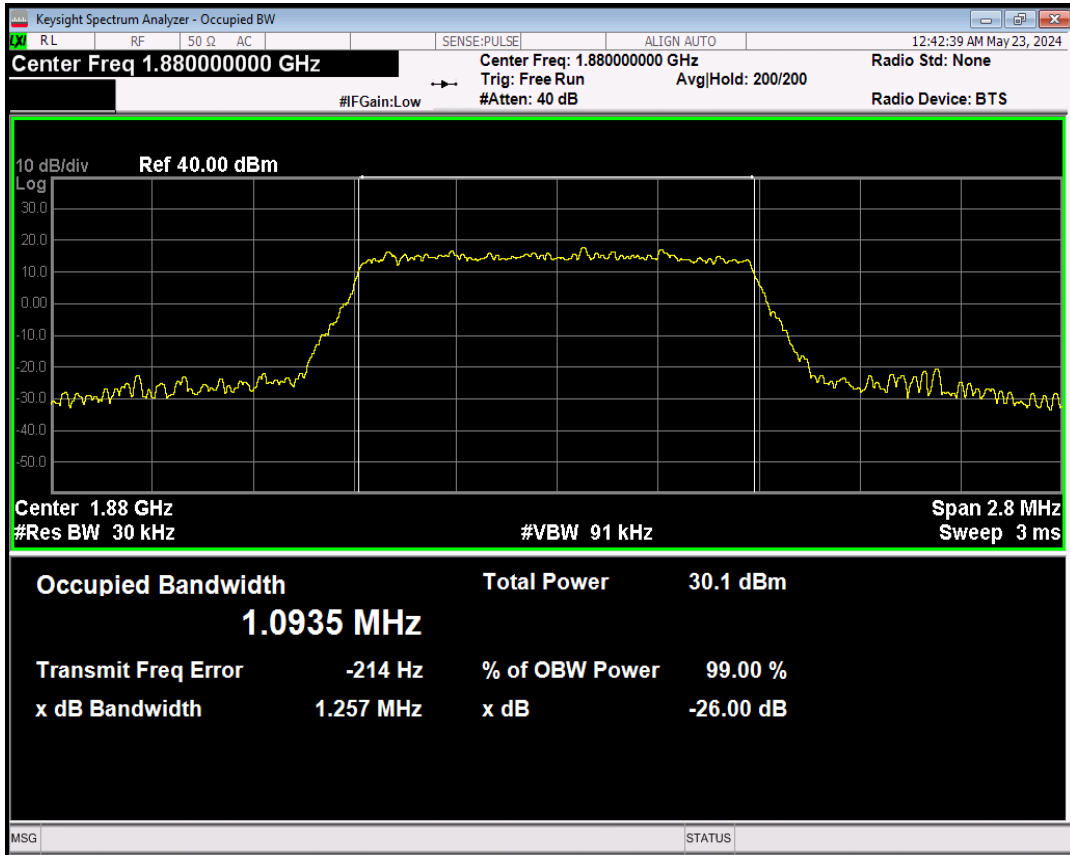 Keysight Spectrum Analyzer - Occupied BW
LXI RL RF 50 Ω AC SENSE:PULSE ALIGN AUTO 12:42:39 AM May 23, 2024
Center Freq 1.880000000 GHz Center Freq: 1.880000000 GHz Radio Std: None
Trig: Free Run Avg|Hold: 200/200
#IFGain:Low #Atten: 40 dB Radio Device: BTS
10 dB/div Ref 40.00 dBm
Log
30.0
20.0
10.0
0.00
-10.0
-20.0
-30.0
-40.0
-50.0
Center 1.88 GHz Span 2.8 MHz
#Res BW 30 kHz #VBW 91 kHz Sweep 3 ms
Occupied Bandwidth Total Power 30.1 dBm
1.0935 MHz
Transmit Freq Error -214 Hz % of OBW Power 99.00 %
x dB Bandwidth 1.257 MHz x dB -26.00 dB
MSG STATUS